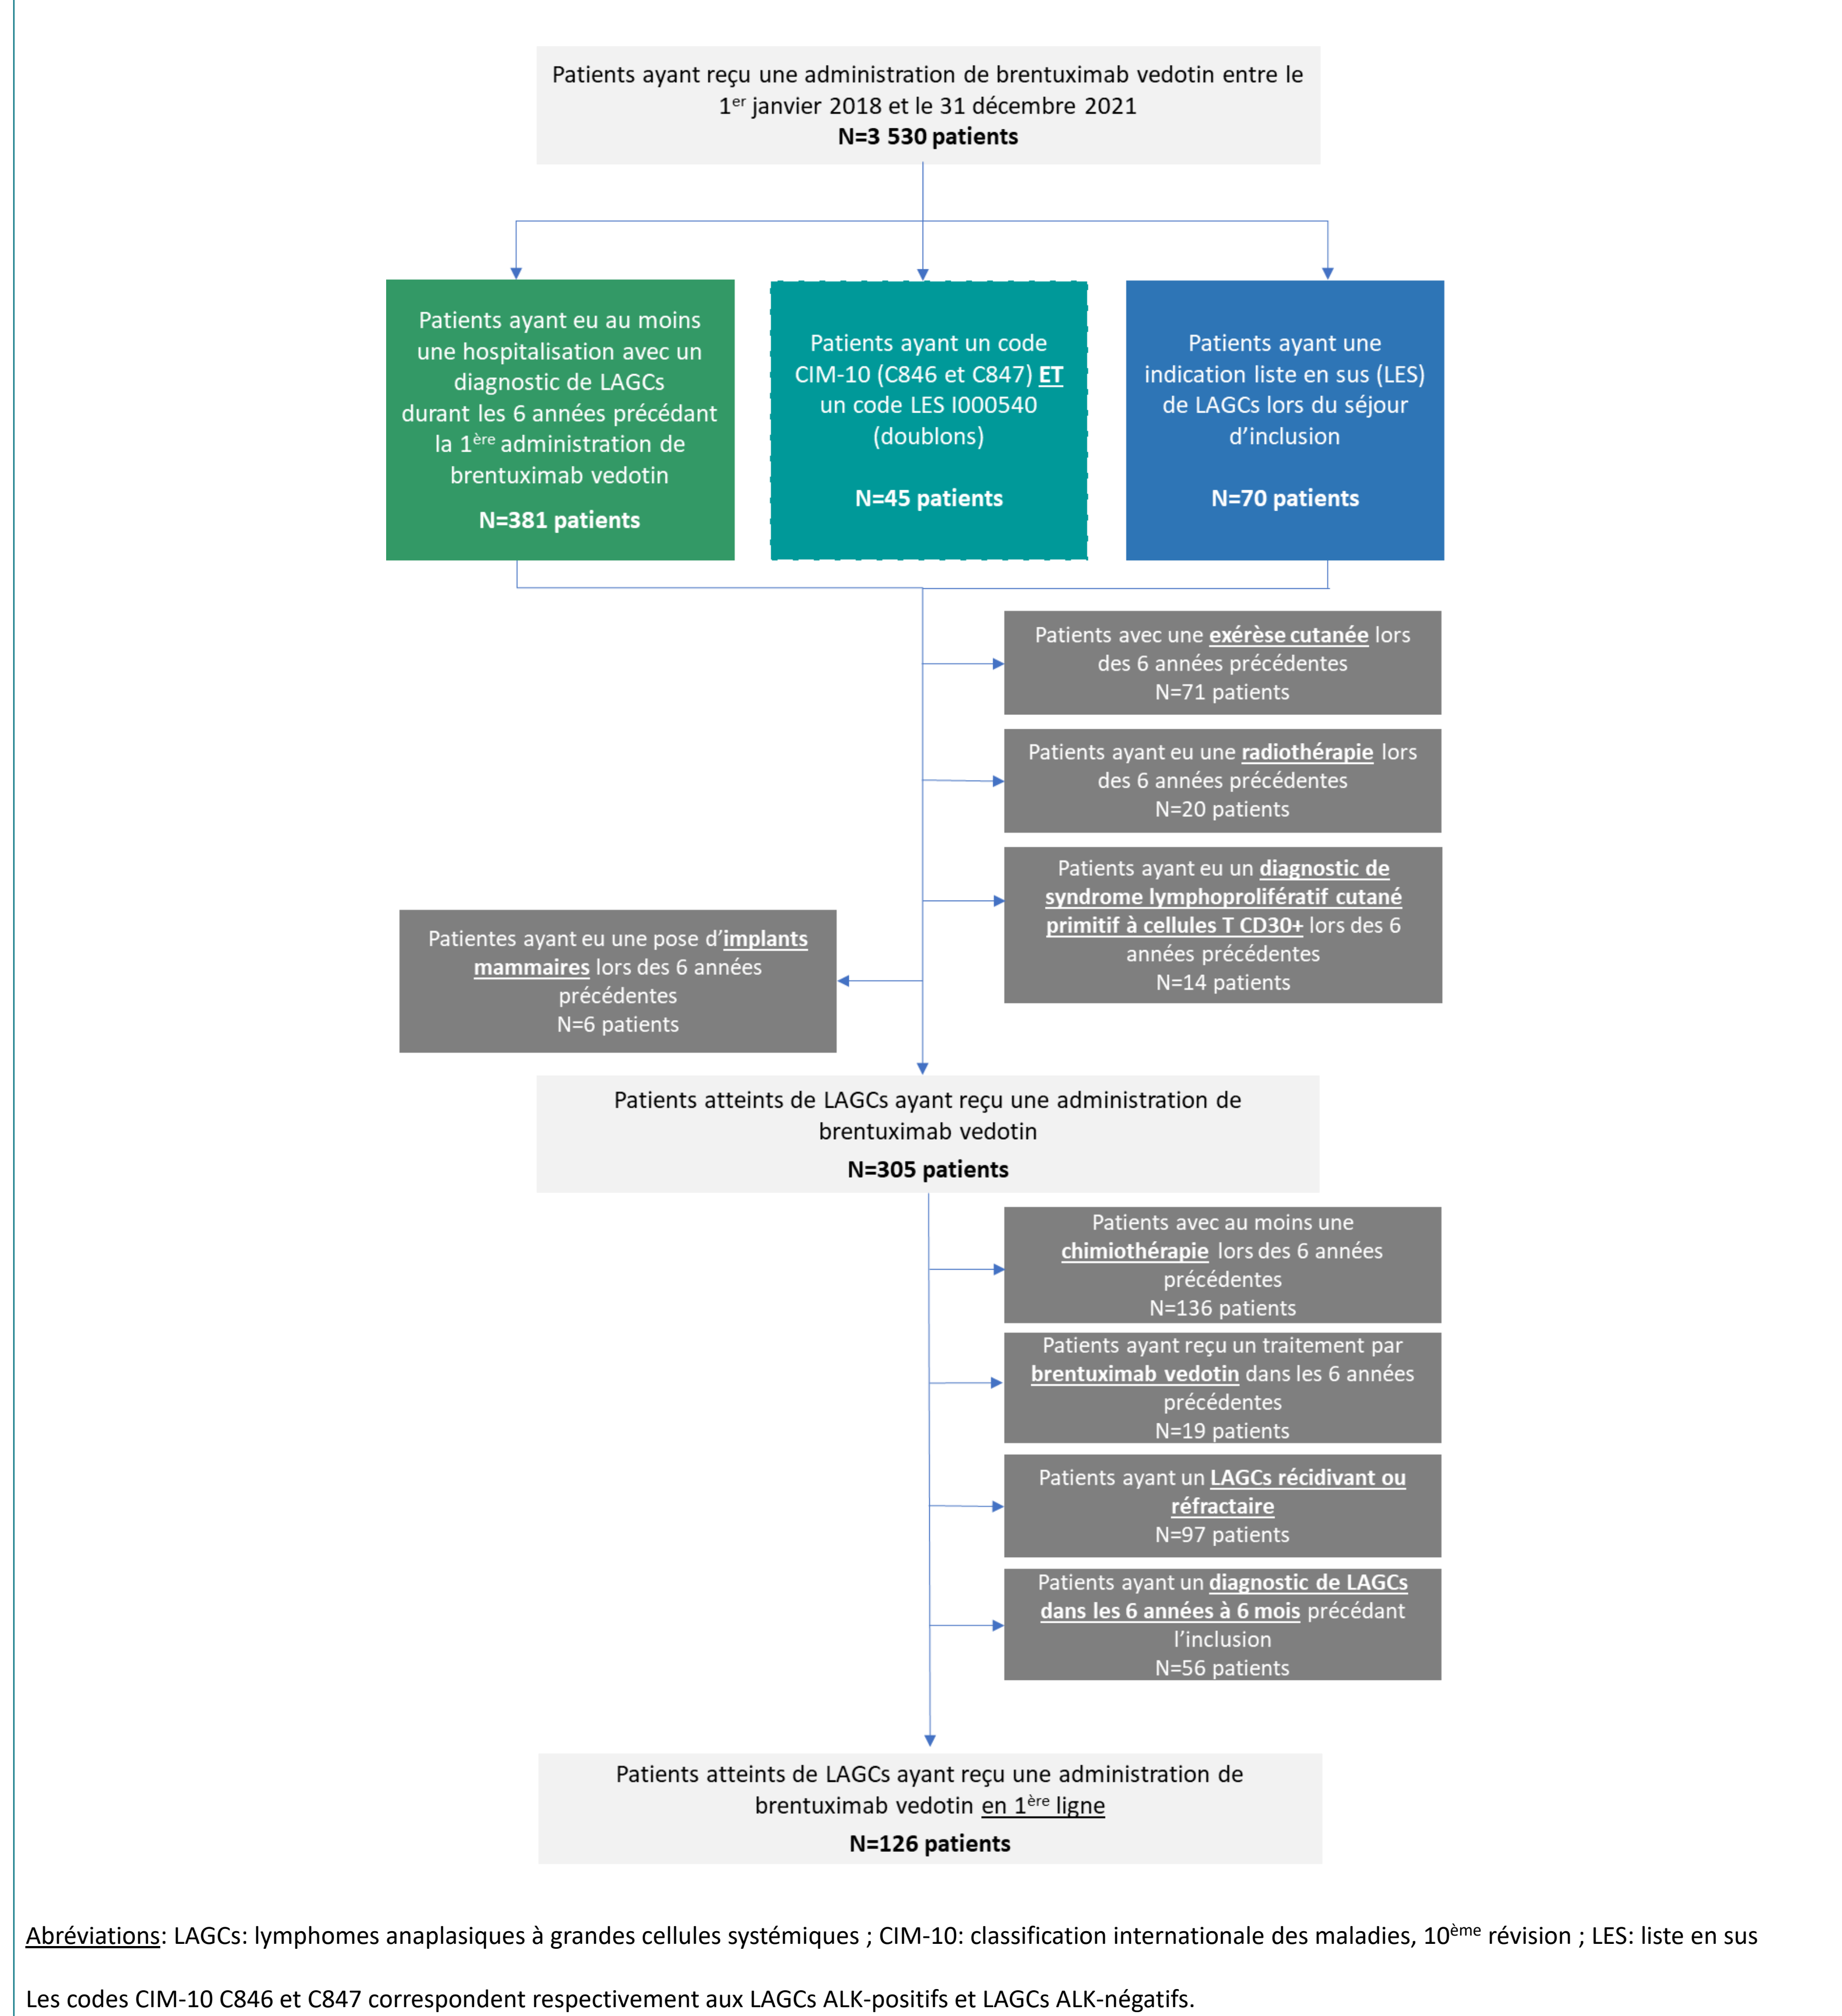 Patients ayant reçu une administration de brentuximab vedotin entre le
1er janvier 2018 et le 31 décembre 2021
N=3 530 patients
Patients ayant eu au moins
une hospitalisation avec un
diagnostic de LAGCs
durant les 6 années précédant
la 1ère administration de
brentuximab vedotin
N=381 patients
Patients ayant un code
CIM-10 (C846 et C847) ET
un code LES I000540
(doublons)
N=45 patients
Patients ayant une
indication liste en sus (LES)
de LAGCs lors du séjour
d’inclusion
N=70 patients
Patients avec une exérèse cutanée lors
des 6 années précédentes
N=71 patients
Patients ayant eu une radiothérapie lors
des 6 années précédentes
N=20 patients
Patients ayant eu un diagnostic de
syndrome lymphoprolifératif cutané
primitif à cellules T CD30+ lors des 6
années précédentes
N=14 patients
Patientes ayant eu une pose d’implants
mammaires lors des 6 années
précédentes
N=6 patients
Patients atteints de LAGCs ayant reçu une administration de
brentuximab vedotin
N=305 patients
Patients avec au moins une
chimiothérapie lors des 6 années
précédentes
N=136 patients
Patients ayant reçu un traitement par
brentuximab vedotin dans les 6 années
précédentes
N=19 patients
Patients ayant un LAGCs récidivant ou
réfractaire
N=97 patients
Patients ayant un diagnostic de LAGCs
dans les 6 années à 6 mois précédant
l’inclusion
N=56 patients
Patients atteints de LAGCs ayant reçu une administration de
brentuximab vedotin en 1ère ligne
N=126 patients
Abréviations: LAGCs: lymphomes anaplasiques à grandes cellules systémiques ; CIM-10: classification internationale des maladies, 10ème révision ; LES: liste en sus
Les codes CIM-10 C846 et C847 correspondent respectivement aux LAGCs ALK-positifs et LAGCs ALK-négatifs.